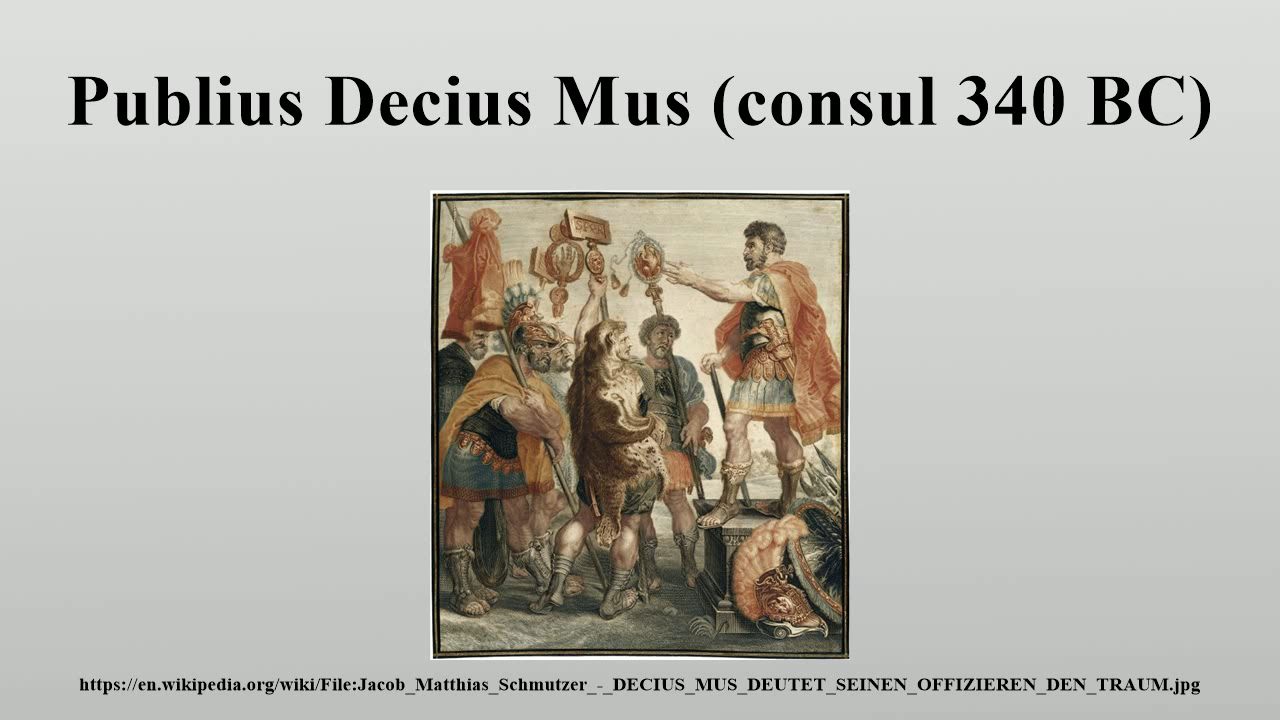 Publius Decius Mus (consul 340 BC)
https://en.wikipedia.org/wiki/File:Jacob_Matthias_Schmutzer_-_DECIUS_MUS_DEUTET_SEINEN_OFFIZIEREN_DEN_TRAUM.jpg